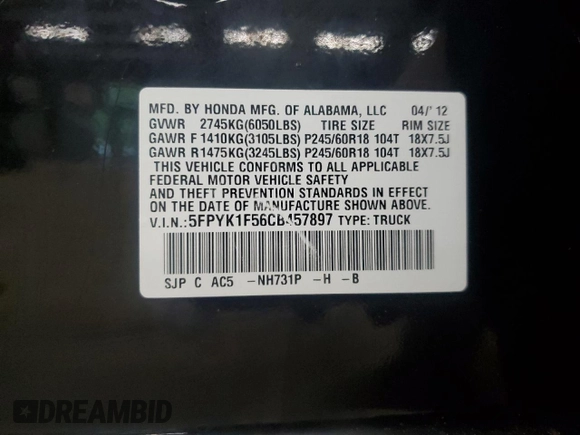 MFD. BY HONDA MFG. OF ALABAMA, LLC 04/'12
GVWR 2745KG(6050LBS) TIRE SIZE RIM SIZE
GAWR F 1410KG(3105LBS) P245/60R18 104T 18X7.5J
GAWR R1475KG(3245LBS) P245/60R18 104T 18X7.5J
THIS VEHICLE CONFORMS TO ALL APPLICABLE
FEDERAL MOTOR VEHICLE SAFETY
AND THEFT PREVENTION STANDARDS IN EFFECT
ON THE DATE OF MANUFACTURE SHOWN ABOVE.
V.I.N.: 5FPYK1F56CB457897 TYPE: TRUCK
SJP C AC5 -NH731P -H -B
DREAMBID